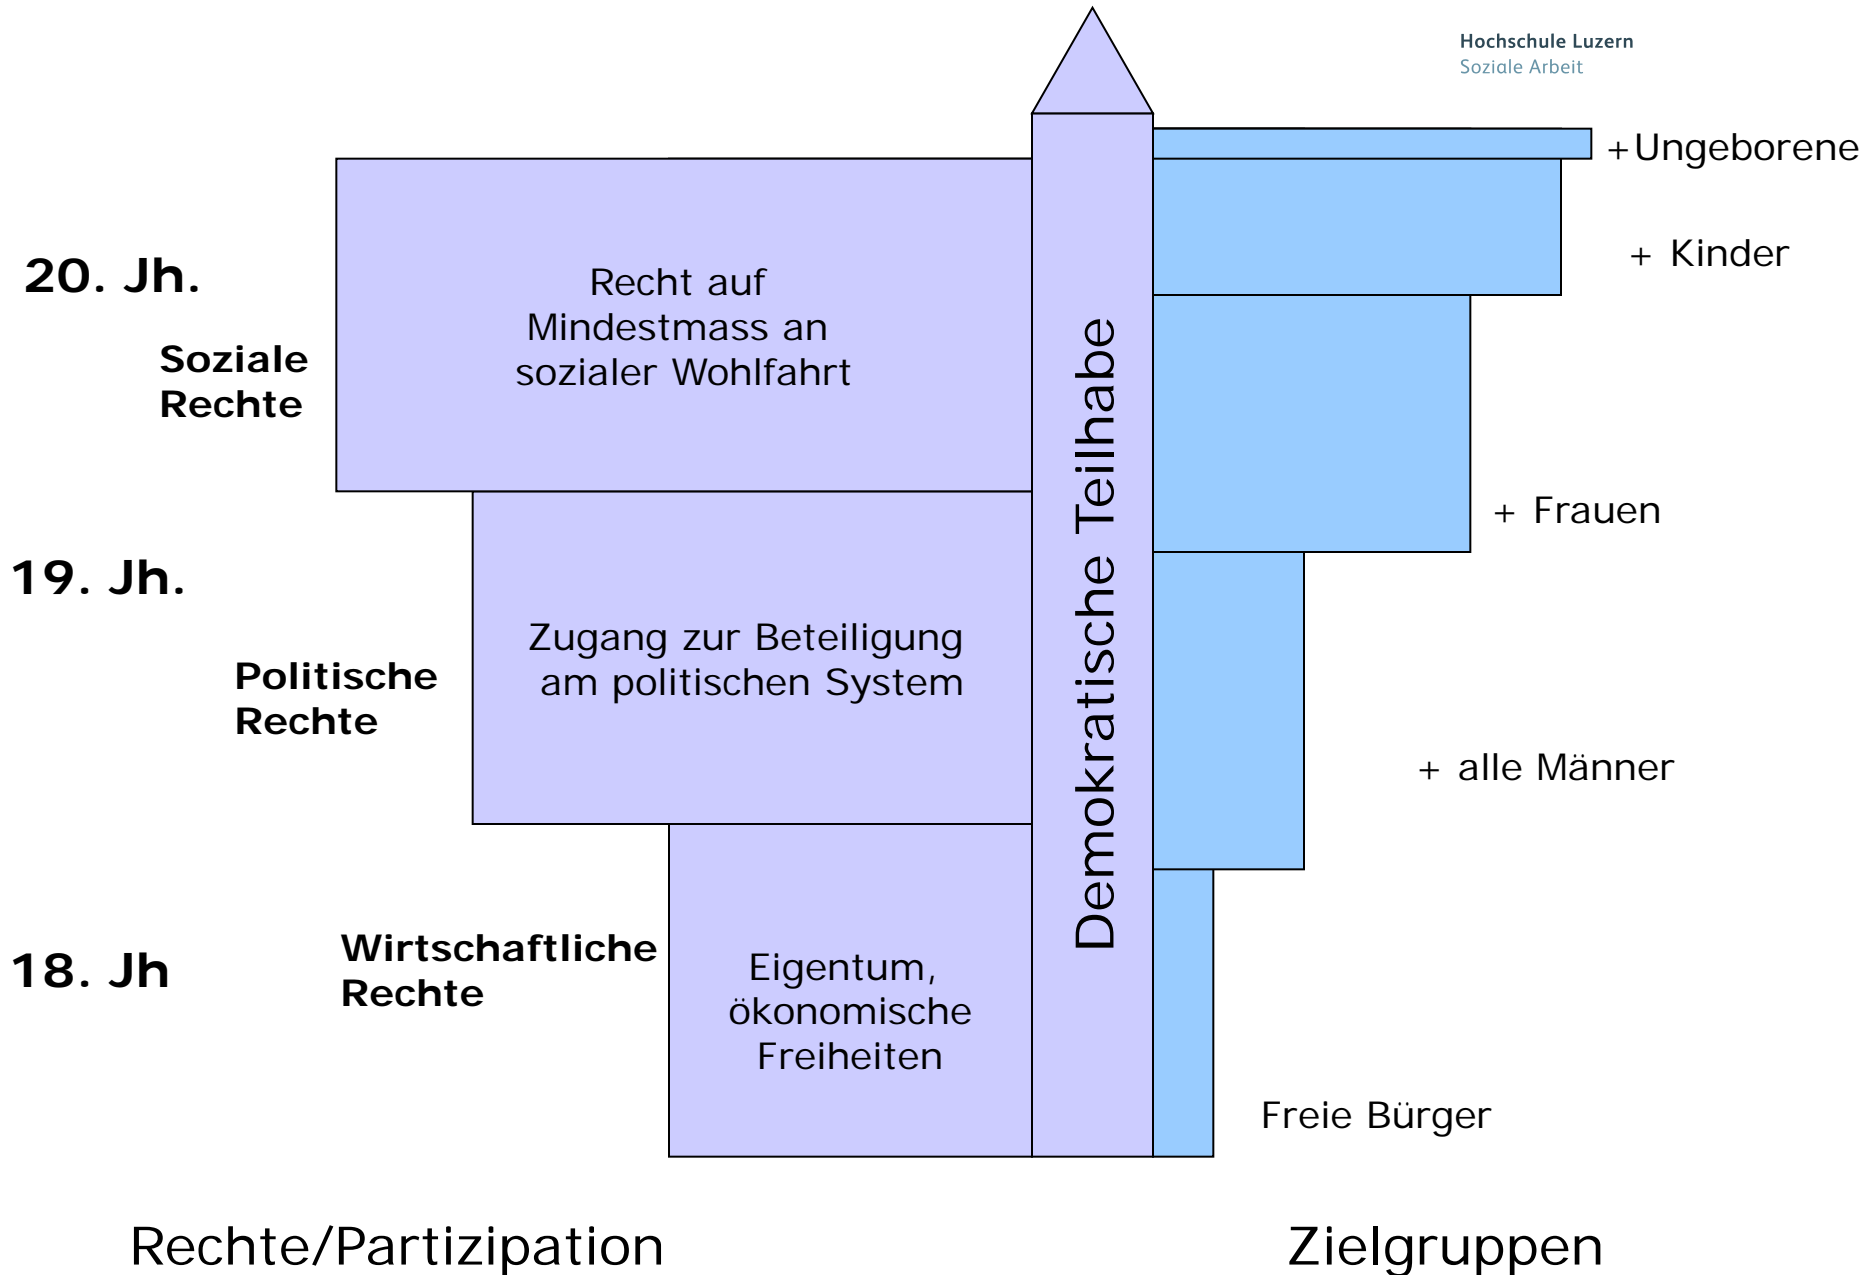 Hochschule Luzern
Soziale Arbeit
+Ungeborene
+ Kinder
20. Jh.
Recht auf
Mindestmass an
sozialer Wohlfahrt
Soziale
Rechte
Demokratische Teilhabe
+ Frauen
19. Jh.
Zugang zur Beteiligung
am politischen System
Politische
Rechte
+ alle Männer
18. Jh
Wirtschaftliche
Rechte
Eigentum,
ökonomische
Freiheiten
Freie Bürger
Rechte/Partizipation
Zielgruppen